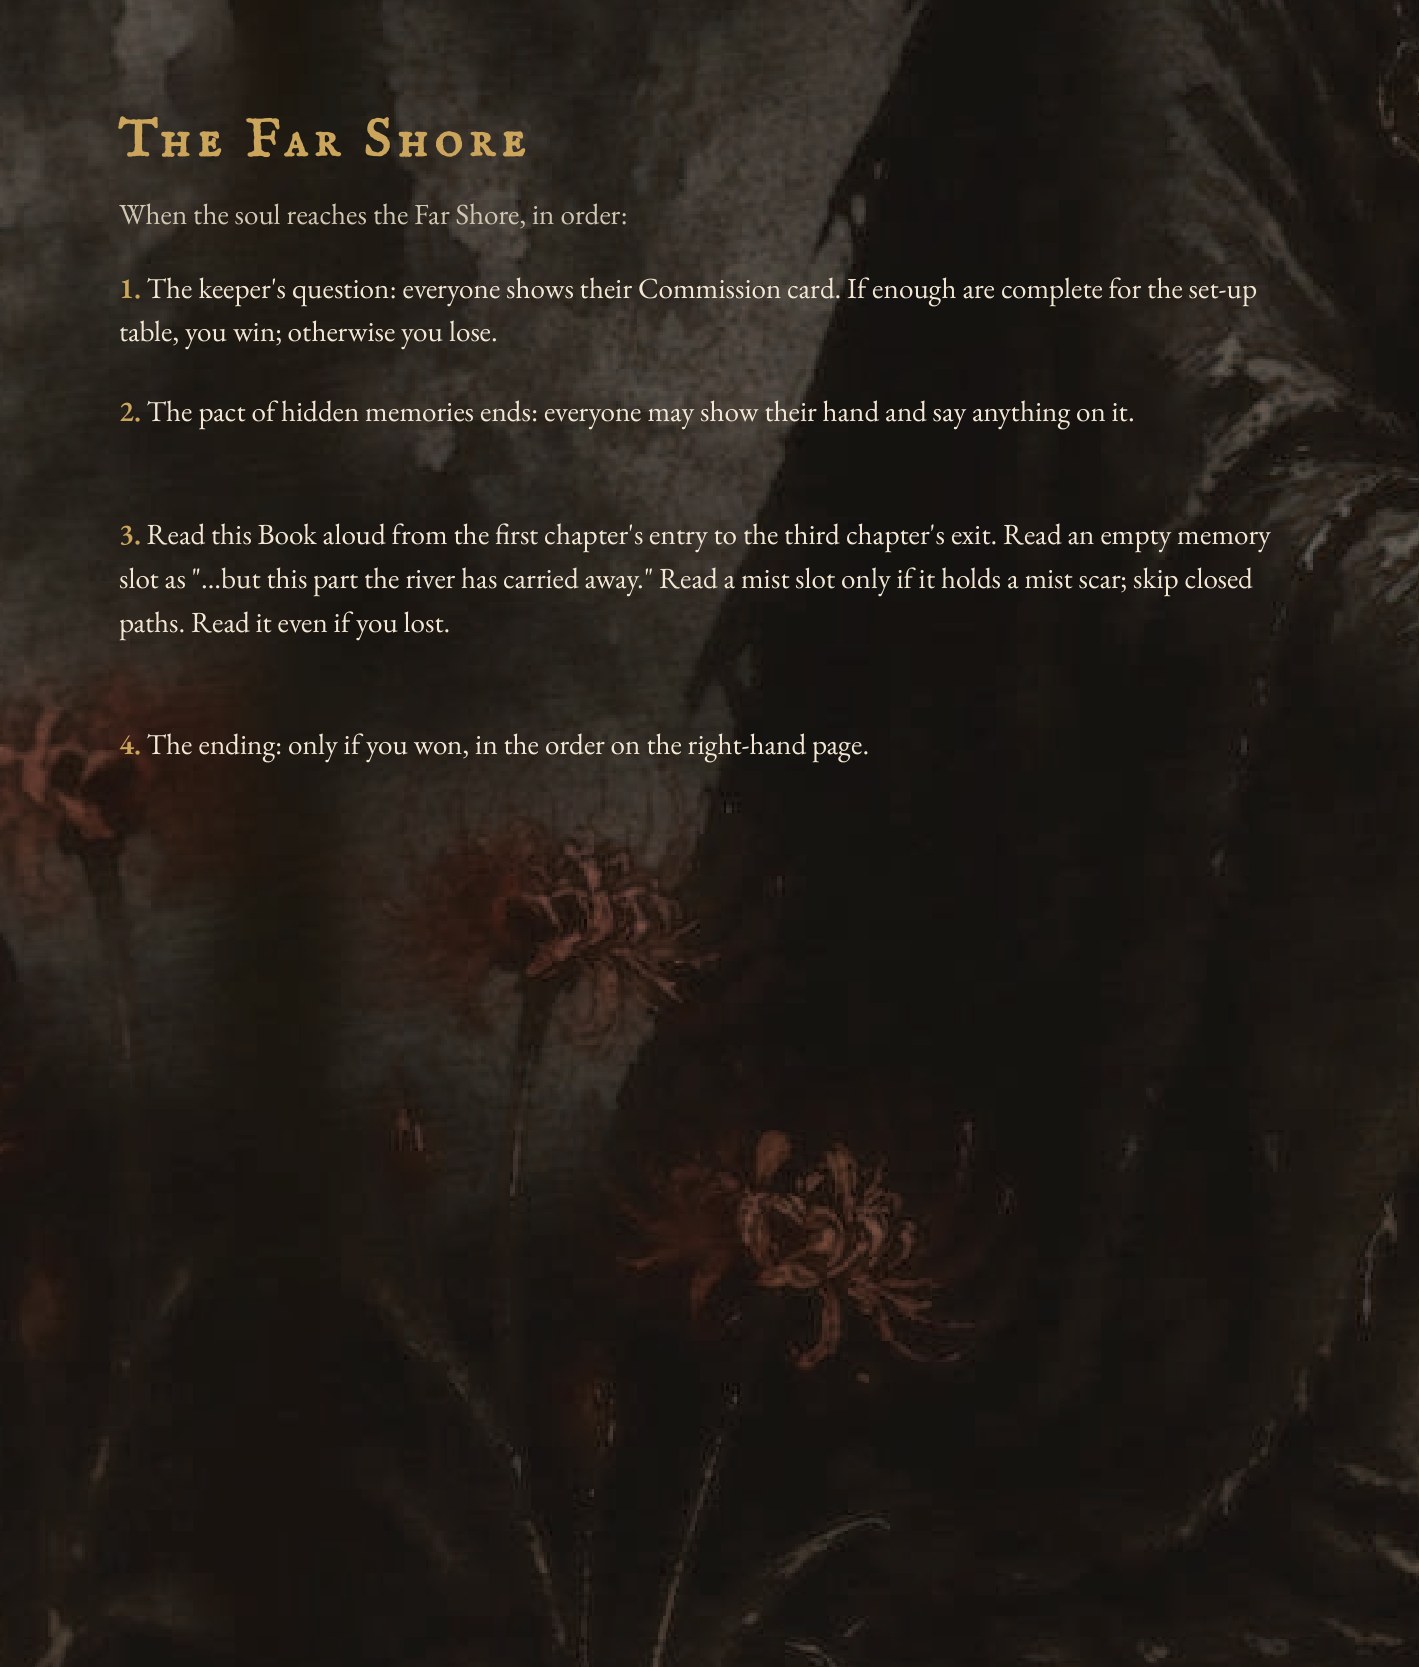 The Far Shore
When the soul reaches the Far Shore, in order:
1. The keeper's question: everyone shows their Commission card. If enough are complete for the set-up
table, you win; otherwise you lose.
2. The pact of hidden memories ends: everyone may show their hand and say anything on it.
3. Read this Book aloud from the first chapter's entry to the third chapter's exit. Read an empty memory
slot as "...but this part the river has carried away." Read a mist slot only if it holds a mist scar; skip closed
paths. Read it even if you lost.
4. The ending: only if you won, in the order on the right-hand page.